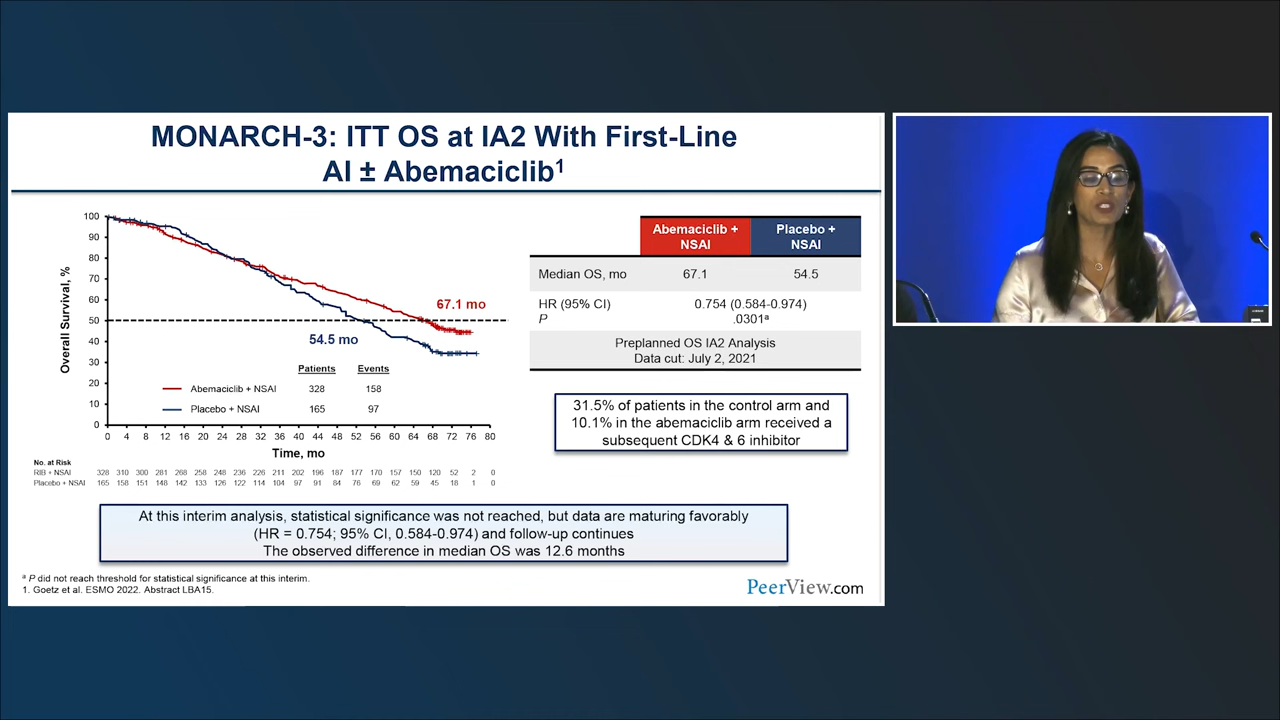 MONARCH-3: ITT OS at IA2 With First-Line
AI ± Abemaciclib1
100
90
80
70
60
50
40
30
20
10
0
Overall Survival, %
67.1 mo
54.5 mo
Patients Events
Abemaciclib + NSAI 328 158
Placebo + NSAI 165 97
0 4 8 12 16 20 24 28 32 36 40 44 48 52 56 60 64 68 72 76 80
Time, mo
No. at Risk
RIB + NSAI 328 310 300 281 268 258 248 236 226 211 202 196 187 177 170 157 150 120 52 2 0
Placebo + NSAI 165 158 151 148 142 133 126 122 114 104 97 91 84 76 69 62 59 45 18 1 0
Abemaciclib + NSAI
Placebo + NSAI
Median OS, mo 67.1 54.5
HR (95% CI) 0.754 (0.584-0.974)
P .0301a
Preplanned OS IA2 Analysis
Data cut: July 2, 2021
31.5% of patients in the control arm and
10.1% in the abemaciclib arm received a
subsequent CDK4 & 6 inhibitor
At this interim analysis, statistical significance was not reached, but data are maturing favorably
(HR = 0.754; 95% CI, 0.584-0.974) and follow-up continues
The observed difference in median OS was 12.6 months
a P did not reach threshold for statistical significance at this interim.
1. Goetz et al. ESMO 2022. Abstract LBA15.
PeerView.com